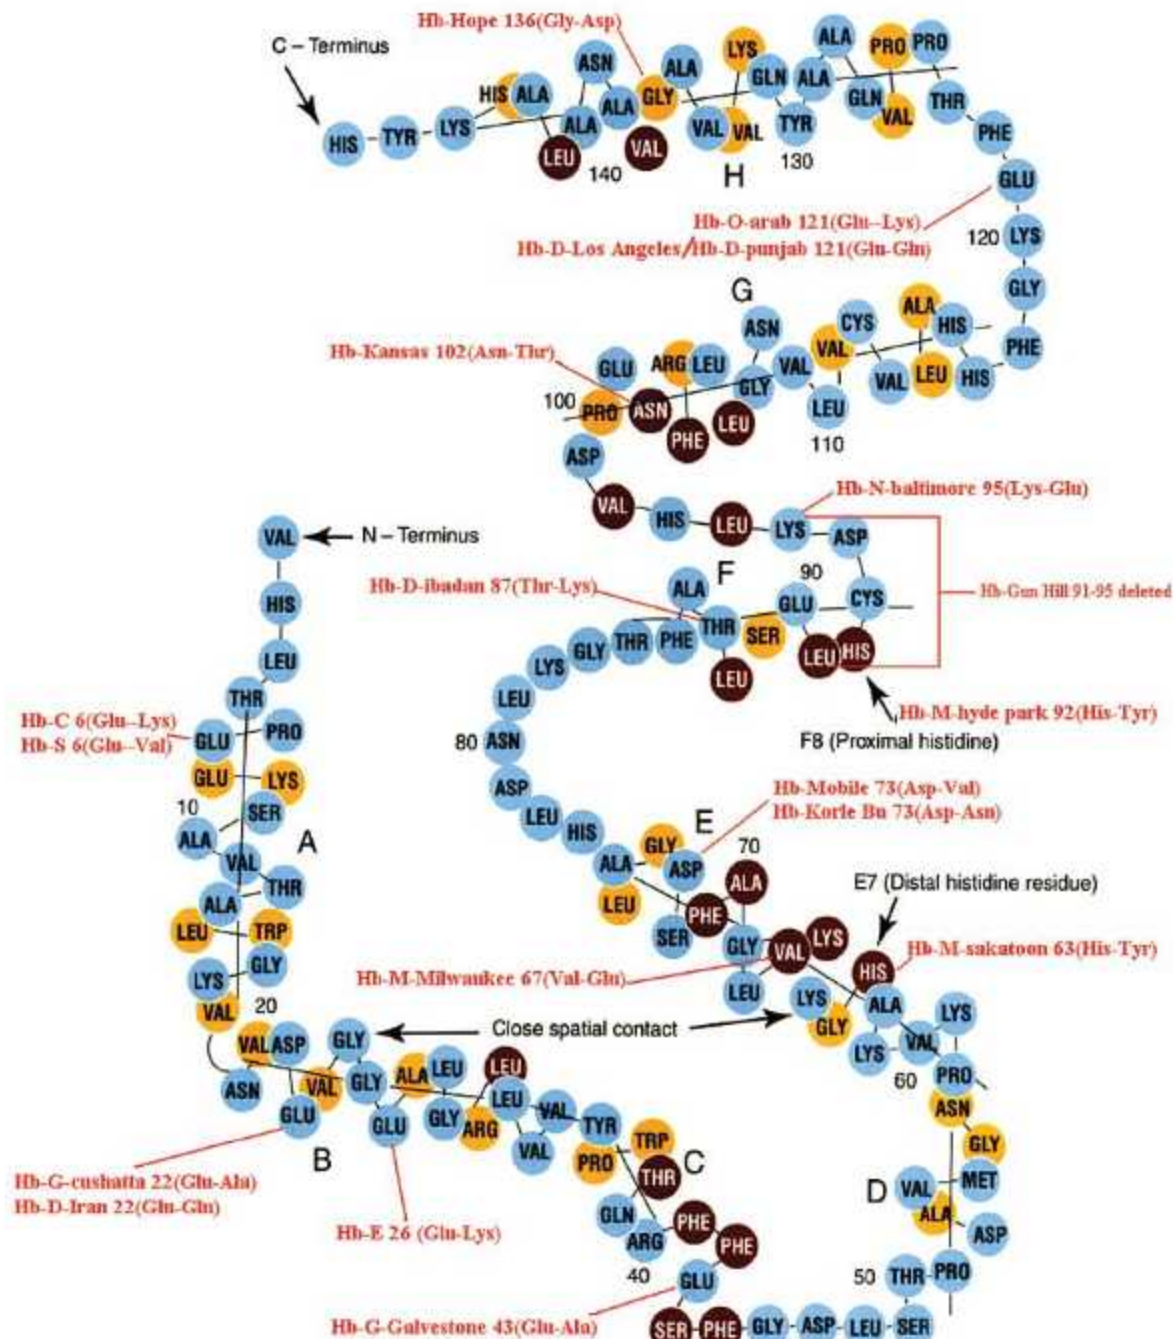 Hb-Hope 136(Gly-Asp)
C – Terminus
ALA
PRO
PRO
LYS
ASN
ALA
GLN
ALA
HIS
ALA
GLY
GLN
THR
ALA
VAL
ALA
VAL
VAL
TYR
PHE
HIS
TYR
LYS
LEU
VAL
140
H
130
GLU
Hb-O-arab 121(Glu--Lys)
120
LYS
Hb-D-Los Angeles/Hb-D-punjab 121(Glu-Gln)
GLY
G
ALA
ASN
CYS
HIS
Hb-Kansas 102(Asn-Thr)
VAL
PHE
GLU
ARG
LEU
VAL
GLY
VAL
LEU
HIS
100
PRO
ASN
LEU
LEU
PHE
110
ASP
Hb-N-baltimore 95(Lys-Glu)
VAL
HIS
LEU
LYS
ASP
VAL
N – Terminus
F
90
Hb-D-ibadan 87(Thr-Lys)
ALA
Hb-Gun Hill 91-95 deleted
HIS
GLU
CYS
THR
SER
THR
PHE
GLY
LEU
HIS
LEU
LYS
LEU
THR
LEU
Hb-C 6(Glu--Lys)
Hb-M-hyde park 92(His-Tyr)
PRO
GLU
Hb-S 6(Glu--Val)
80
ASN
F8 (Proximal histidine)
GLU
LYS
ASP
Hb-Mobile 73(Asp-Val)
10
SER
LEU
Hb-Korle Bu 73(Asp-Asn)
E
HIS
ALA
A
GLY
70
VAL
ALA
ASP
THR
ALA
E7 (Distal histidine residue)
ALA
LEU
PHE
LEU
TRP
SER
GLY
VAL
LYS
Hb-M-sakatoon 63(His-Tyr)
GLY
HIS
LYS
Hb-M-Milwaukee 67(Val-Glu)
LEU
LYS
ALA
VAL
20
LYS
Close spatial contact
GLY
VAL
ASP
GLY
LYS
VAL
60
ASN
VAL
GLY
ALA
LEU
LEU
PRO
LEU
ASN
GLU
GLU
GLY
ARG
VAL
TYR
VAL
TRP
GLY
B
PRO
C
THR
MET
Hb-G-cushatta 22(Glu-Ala)
D
VAL
Hb-D-Iran 22(Glu-Gln)
GLN
PHE
ALA
Hb-E 26 (Glu-Lys)
ARG
PHE
ASP
40
GLU
50
THR
PRO
Hb-G-Galvestone 43(Glu-Ala)
SER
PHE
GLY
ASP
LEU
SER